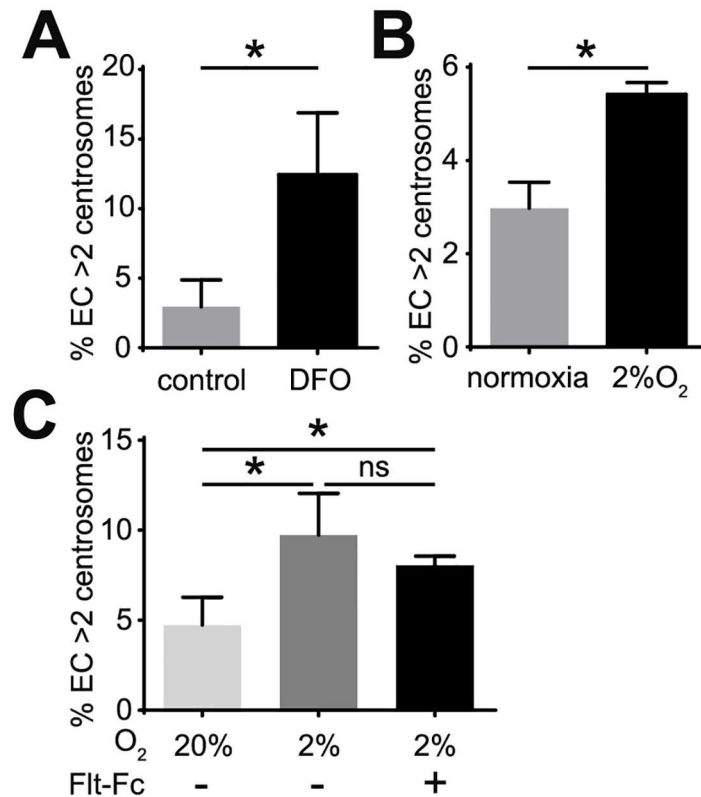 A
*
20
15
10
5
0
% EC >2 centrosomes
control DFO
B
*
6
4
2
0
% EC >2 centrosomes
normoxia 2%O₂
C
*
* ns
15
10
5
0
% EC >2 centrosomes
O₂ 20% 2% 2%
Flt-Fc - - +